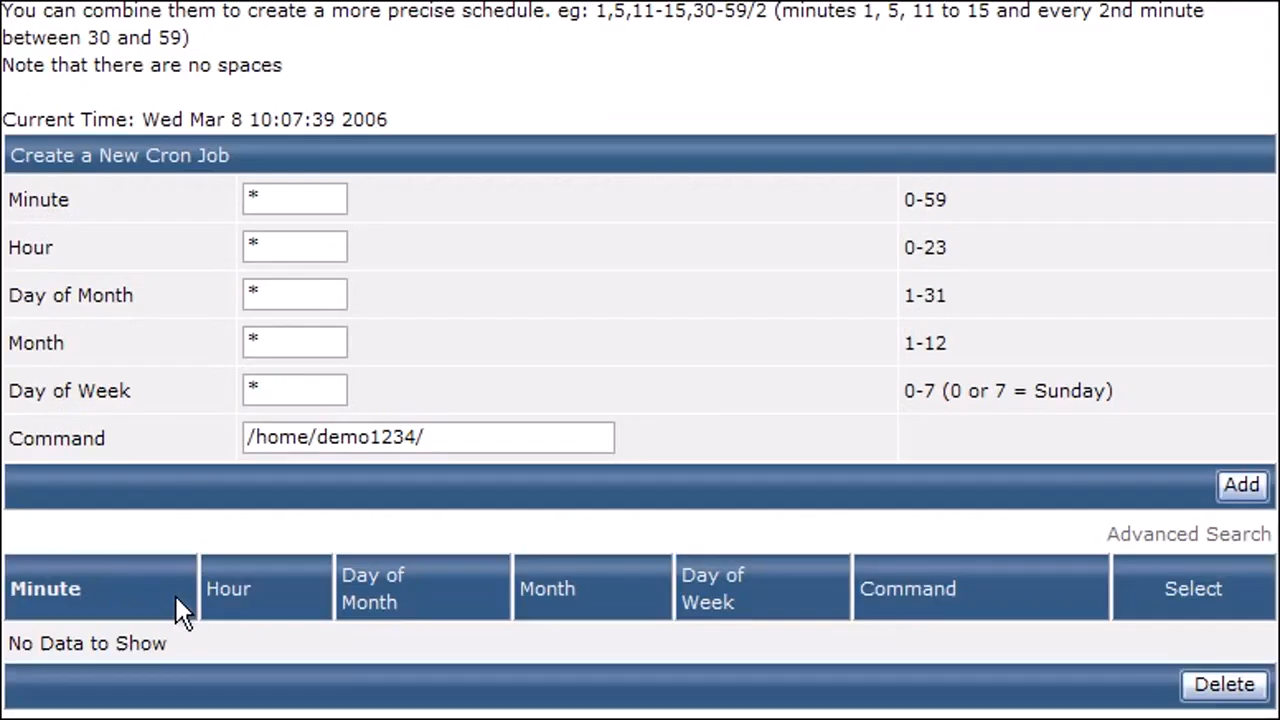 You can combine them to create a more precise schedule. eg: 1,5,11-15,30-59/2 (minutes 1, 5, 11 to 15 and every 2nd minute
between 30 and 59)
Note that there are no spaces
Current Time: Wed Mar 8 10:07:39 2006
Create a New Cron Job
Minute * 0-59
Hour * 0-23
Day of Month * 1-31
Month * 1-12
Day of Week * 0-7 (0 or 7 = Sunday)
Command /home/demo1234/
Add
Advanced Search
Minute Hour Day of Month Month Day of Week Command Select
No Data to Show
Delete